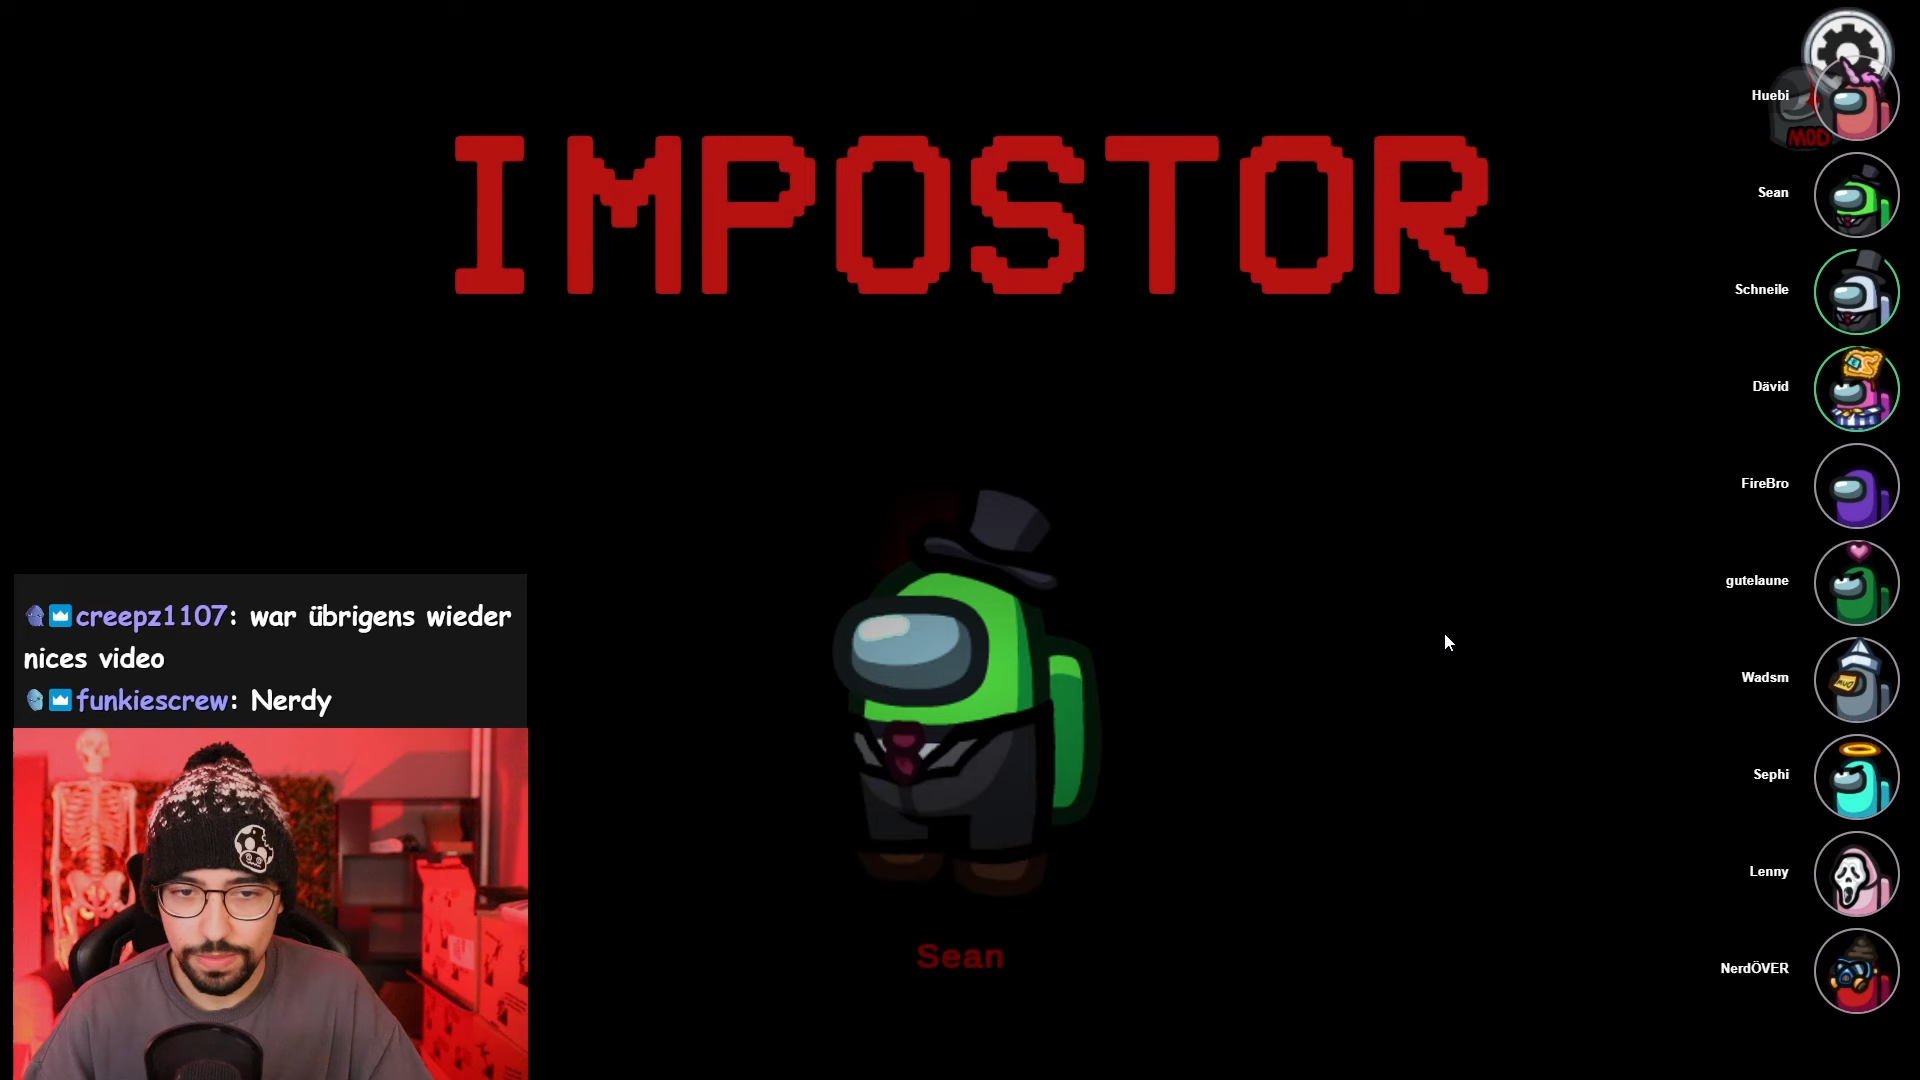 IMPOSTOR
Huebi
MOD
Sean
Schneile
Dävid
FireBro
gutelaune
Wadsm
Sephi
Lenny
NerdÖVER
creepz1107: war übrigens wieder
nices video
funkiescrew: Nerdy
Sean